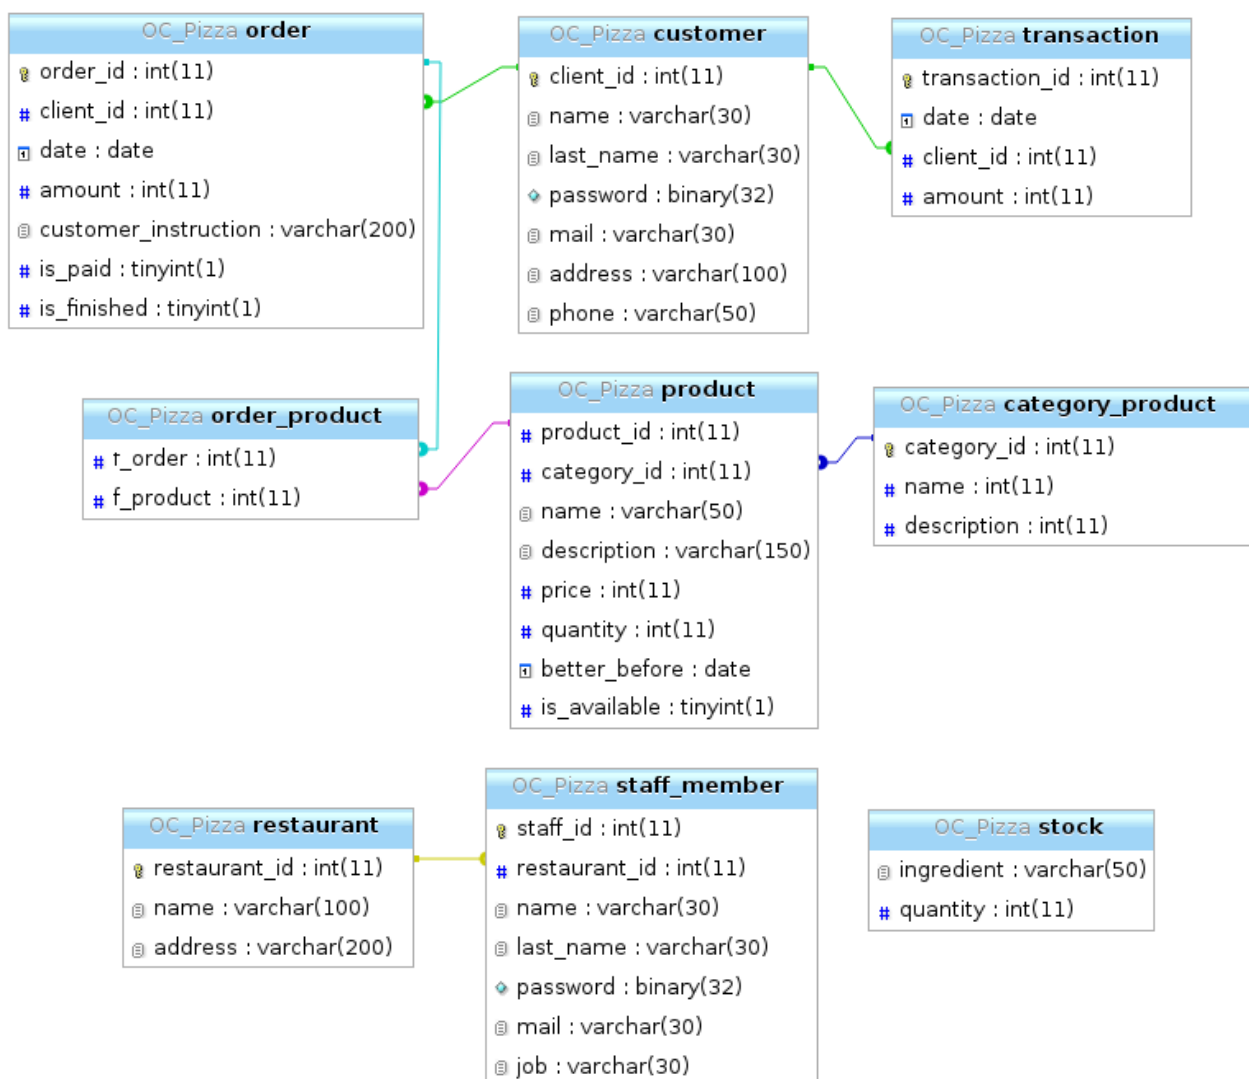 OC_Pizza order
order_id : int(11)
client_id : int(11)
date : date
amount : int(11)
customer_instruction : varchar(200)
is_paid : tinyint(1)
is_finished : tinyint(1)
OC_Pizza customer
client_id : int(11)
name : varchar(30)
last_name : varchar(30)
password : binary(32)
mail : varchar(30)
address : varchar(100)
phone : varchar(50)
OC_Pizza transaction
transaction_id : int(11)
date : date
client_id : int(11)
amount : int(11)
OC_Pizza order_product
f_order : int(11)
f_product : int(11)
OC_Pizza product
product_id : int(11)
category_id : int(11)
name : varchar(50)
description : varchar(150)
price : int(11)
quantity : int(11)
better_before : date
is_available : tinyint(1)
OC_Pizza category_product
category_id : int(11)
name : int(11)
description : int(11)
OC_Pizza restaurant
restaurant_id : int(11)
name : varchar(100)
address : varchar(200)
OC_Pizza staff_member
staff_id : int(11)
restaurant_id : int(11)
name : varchar(30)
last_name : varchar(30)
password : binary(32)
mail : varchar(30)
job : varchar(30)
OC_Pizza stock
ingredient : varchar(50)
quantity : int(11)